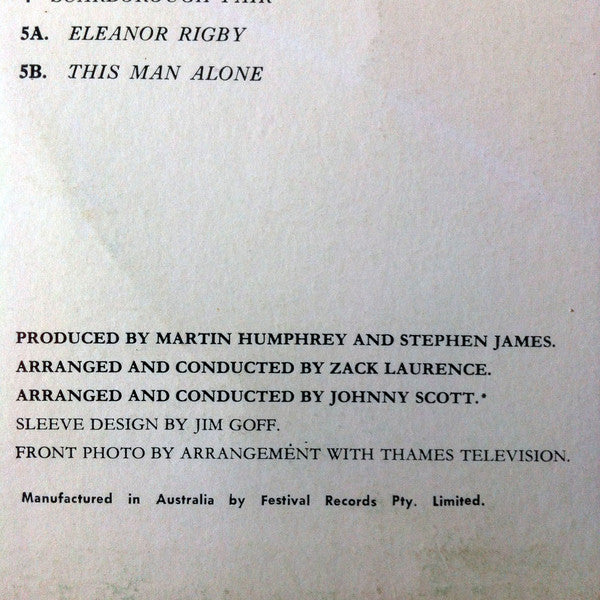 SCARBOROUGH FAIR
5A. ELEANOR RIGBY
5B. THIS MAN ALONE
PRODUCED BY MARTIN HUMPHREY AND STEPHEN JAMES.
ARRANGED AND CONDUCTED BY ZACK LAURENCE.
ARRANGED AND CONDUCTED BY JOHNNY SCOTT.*
SLEEVE DESIGN BY JIM GOFF.
FRONT PHOTO BY ARRANGEMENT WITH THAMES TELEVISION.
Manufactured in Australia by Festival Records Pty. Limited.